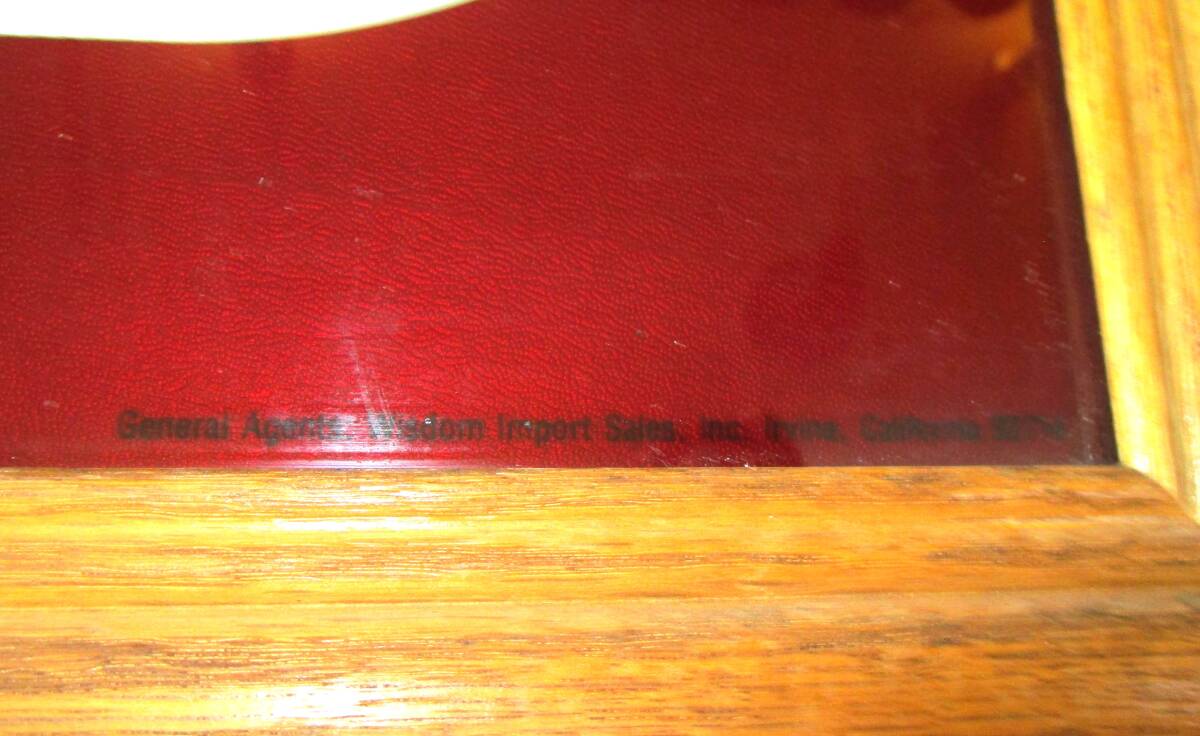 General Agents: Wisdom Import Sales, Inc. Irvine, California